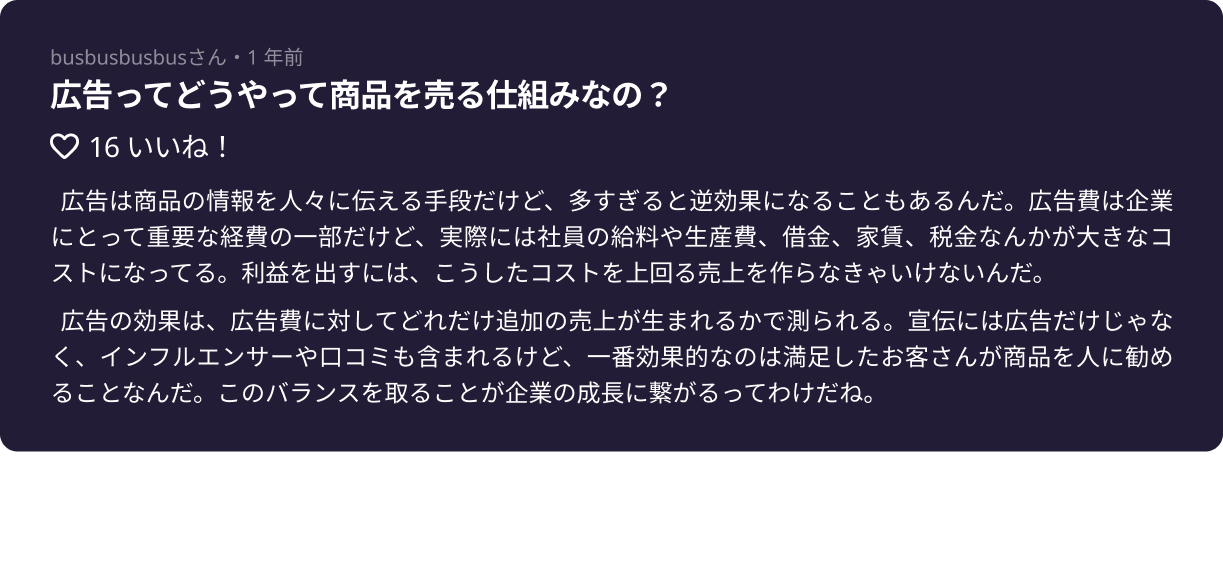 busbusbusbusさん・1 年前
広告ってどうやって商品を売る仕組みなの？
16 いいね！
広告は商品の情報を人々に伝える手段だけど、多すぎると逆効果になることもあるんだ。広告費は企業
にとって重要な経費の一部だけど、実際には社員の給料や生産費、借金、家賃、税金なんかが大きなコ
ストになってる。利益を出すには、こうしたコストを上回る売上を作らなきゃいけないんだ。
広告の効果は、広告費に対してどれだけ追加の売上が生まれるかで測られる。宣伝には広告だけじゃな
く、インフルエンサーや口コミも含まれるけど、一番効果的なのは満足したお客さんが商品を人に勧め
ることなんだ。このバランスを取ることが企業の成長に繋がるってわけだね。